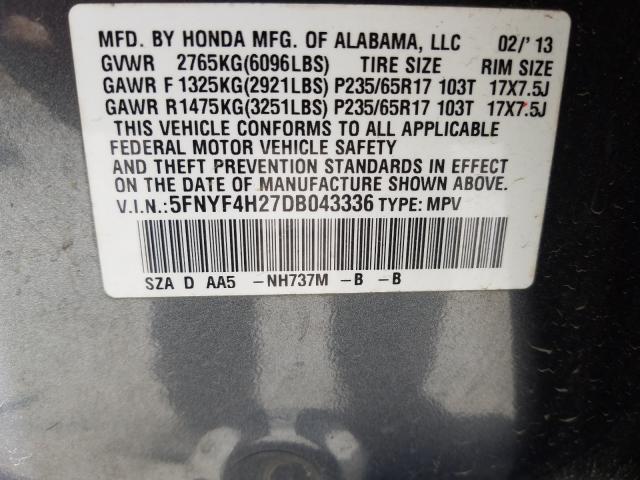 MFD. BY HONDA MFG. OF ALABAMA, LLC 02/'13
GVWR 2765KG(6096LBS) TIRE SIZE RIM SIZE
GAWR F 1325KG(2921LBS) P235/65R17 103T 17X7.5J
GAWR R 1475KG(3251LBS) P235/65R17 103T 17X7.5J
THIS VEHICLE CONFORMS TO ALL APPLICABLE
FEDERAL MOTOR VEHICLE SAFETY
AND THEFT PREVENTION STANDARDS IN EFFECT
ON THE DATE OF MANUFACTURE SHOWN ABOVE.
V.I.N.:5FNYF4H27DB043336 TYPE: MPV
SZA D AA5 -NH737M -B -B